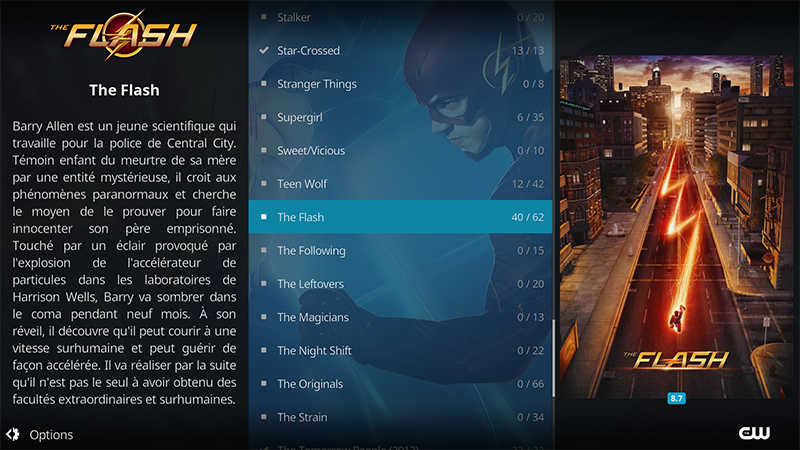 THE FLASH
The Flash
Barry Allen est un jeune scientifique qui
travaille pour la police de Central City.
Témoin enfant du meurtre de sa mère
par une entité mystérieuse, il croit aux
phénomènes paranormaux et cherche
le moyen de le prouver pour faire
innocenter son père emprisonné.
Touché par un éclair provoqué par
l'explosion de l'accélérateur de
particules dans les laboratoires de
Harrison Wells, Barry va sombrer dans
le coma pendant neuf mois. À son
réveil, il découvre qu'il peut courir à une
vitesse surhumaine et peut guérir de
façon accélérée. Il va réaliser par la suite
qu'il n'est pas le seul à avoir obtenu des
facultés extraordinaires et surhumaines.
Options
Stalker 0 / 20
Star-Crossed 13 / 13
Stranger Things 0 / 8
Supergirl 6 / 35
Sweet/Vicious 0 / 10
Teen Wolf 12 / 42
The Flash 40 / 62
The Following 0 / 15
The Leftovers 0 / 20
The Magicians 0 / 13
The Night Shift 0 / 22
The Originals 0 / 66
The Strain 0 / 34
The Tomorrow People (2013)
THE FLASH
8.7
CW